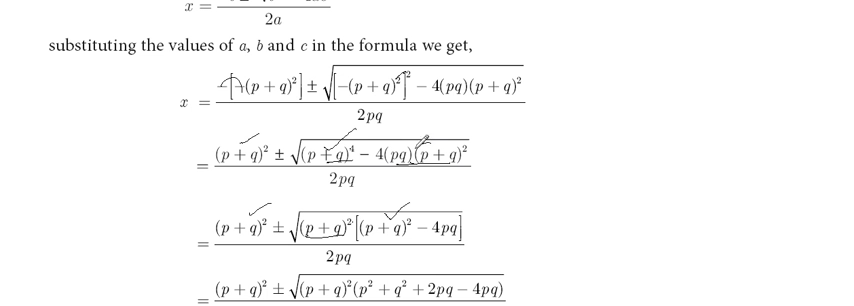 x =
2a
substituting the values of a, b and c in the formula we get,
x = −[−(p + q)²] ± √[−(p + q)²]² − 4(pq)(p + q)²
2pq
= (p + q)² ± √(p + q)⁴ − 4(pq)(p + q)²
2pq
= (p + q)² ± √(p + q)²[(p + q)² − 4pq]
2pq
= (p + q)² ± √(p + q)²(p² + q² + 2pq − 4pq)